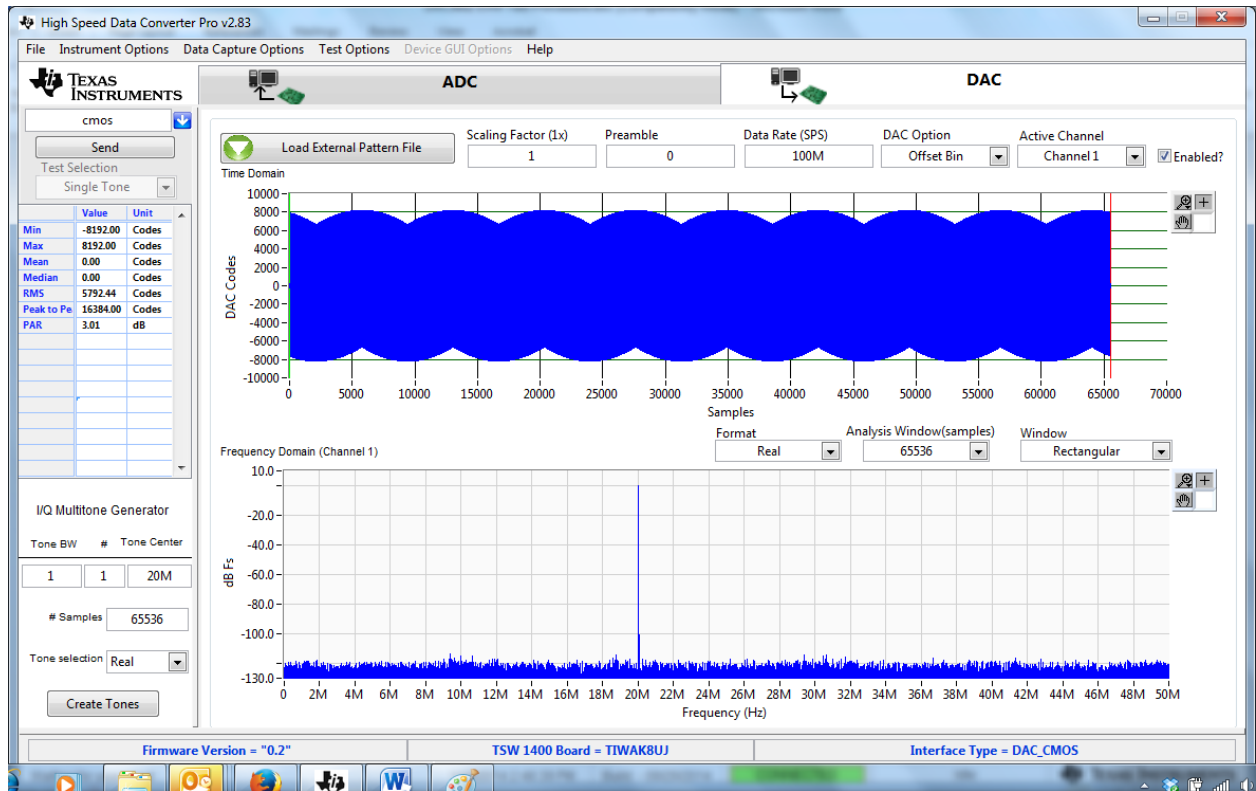 High Speed Data Converter Pro v2.83
File Instrument Options Data Capture Options Test Options Device GUI Options Help
TEXAS INSTRUMENTS
ADC
DAC
cmos
Send
Test Selection
Single Tone
Value Unit
Min -8192.00 Codes
Max 8192.00 Codes
Mean 0.00 Codes
Median 0.00 Codes
RMS 5792.44 Codes
Peak to Pe 16384.00 Codes
PAR 3.01 dB
I/Q Multitone Generator
Tone BW # Tone Center
1 1 20M
# Samples 65536
Tone selection Real
Create Tones
Load External Pattern File
Scaling Factor (1x) Preamble Data Rate (SPS) DAC Option Active Channel
1 0 100M Offset Bin Channel 1 Enabled?
Time Domain
10000
8000
6000
4000
2000
0
-2000
-4000
-6000
-8000
-10000
DAC Codes
0 5000 10000 15000 20000 25000 30000 35000 40000 45000 50000 55000 60000 65000 70000
Samples
Format Analysis Window(samples) Window
Real 65536 Rectangular
Frequency Domain (Channel 1)
10.0
-20.0
-40.0
-60.0
-80.0
-100.0
-130.0
dB Fs
0 2M 4M 6M 8M 10M 12M 14M 16M 18M 20M 22M 24M 26M 28M 30M 32M 34M 36M 38M 40M 42M 44M 46M 48M 50M
Frequency (Hz)
Firmware Version = "0.2" TSW 1400 Board = TIWAK8UJ Interface Type = DAC_CMOS